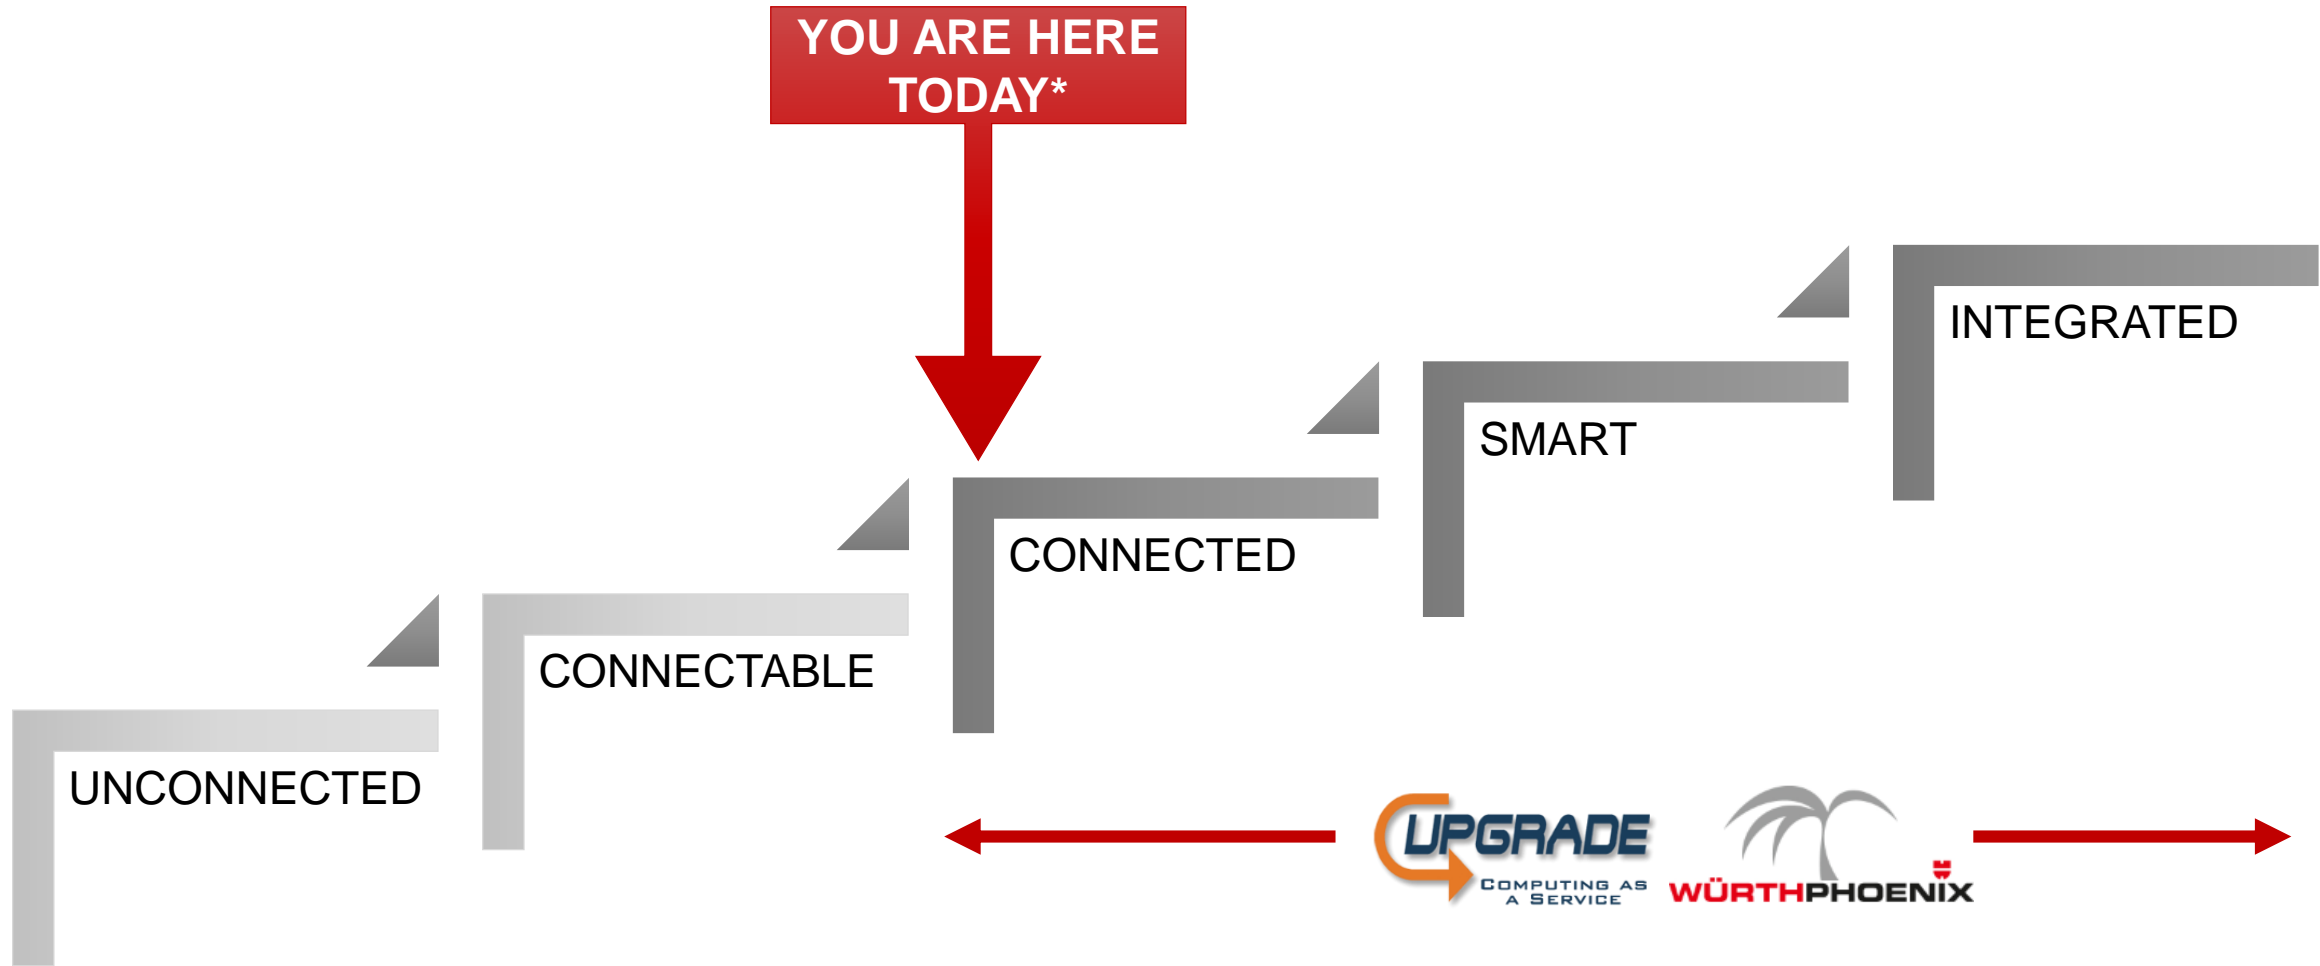 YOU ARE HERE
TODAY*
INTEGRATED
SMART
CONNECTED
CONNECTABLE
UNCONNECTED
UPGRADE
COMPUTING AS
A SERVICE
WÜRTHPHOENIX